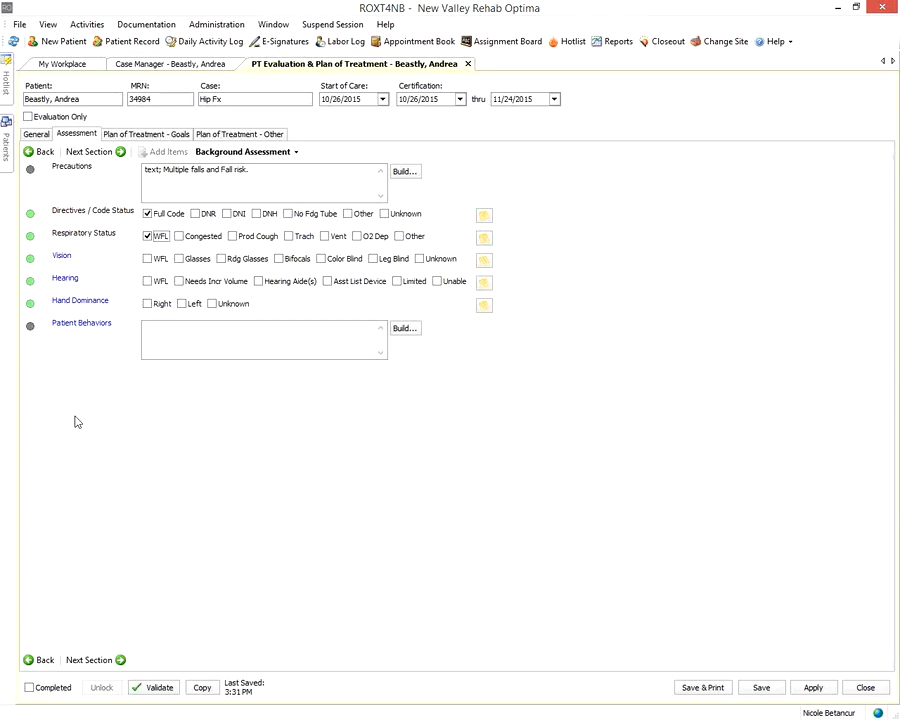 ROXT4NB - New Valley Rehab Optima
File View Activities Documentation Administration Window Suspend Session Help
New Patient Patient Record Daily Activity Log E-Signatures Labor Log Appointment Book Assignment Board Hotlist Reports Closeout Change Site Help
My Workplace Case Manager - Beastly, Andrea PT Evaluation & Plan of Treatment - Beastly, Andrea
Hotlist
Patients
Patient: MRN: Case: Start of Care: Certification:
Beastly, Andrea 34984 Hip Fx 10/26/2015 10/26/2015 thru 11/24/2015
Evaluation Only
General Assessment Plan of Treatment - Goals Plan of Treatment - Other
Back Next Section Add Items Background Assessment
Precautions text; Multiple falls and Fall risk. Build...
Directives / Code Status Full Code DNR DNI DNH No Fdg Tube Other Unknown
Respiratory Status WFL Congested Prod Cough Trach Vent O2 Dep Other
Vision WFL Glasses Rdg Glasses Bifocals Color Blind Leg Blind Unknown
Hearing WFL Needs Incr Volume Hearing Aide(s) Asst List Device Limited Unable
Hand Dominance Right Left Unknown
Patient Behaviors Build...
Back Next Section
Completed Unlock Validate Copy Last Saved: Save & Print Save Apply Close
3:31 PM
Nicole Betancur